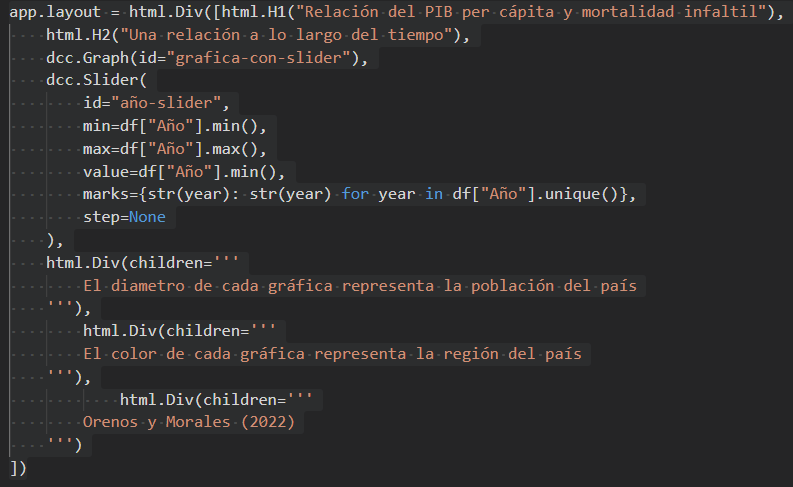 app.layout = html.Div([html.H1("Relación del PIB per cápita y mortalidad infaltil"),
    html.H2("Una relación a lo largo del tiempo"),
    dcc.Graph(id="grafica-con-slider"),
    dcc.Slider(
        id="año-slider",
        min=df["Año"].min(),
        max=df["Año"].max(),
        value=df["Año"].min(),
        marks={str(year): str(year) for year in df["Año"].unique()},
        step=None
    ),
    html.Div(children='''
        El diametro de cada gráfica representa la población del país
    '''),
        html.Div(children='''
        El color de cada gráfica representa la región del país
    '''),
            html.Div(children='''
        Orenos y Morales (2022)
    ''')
])